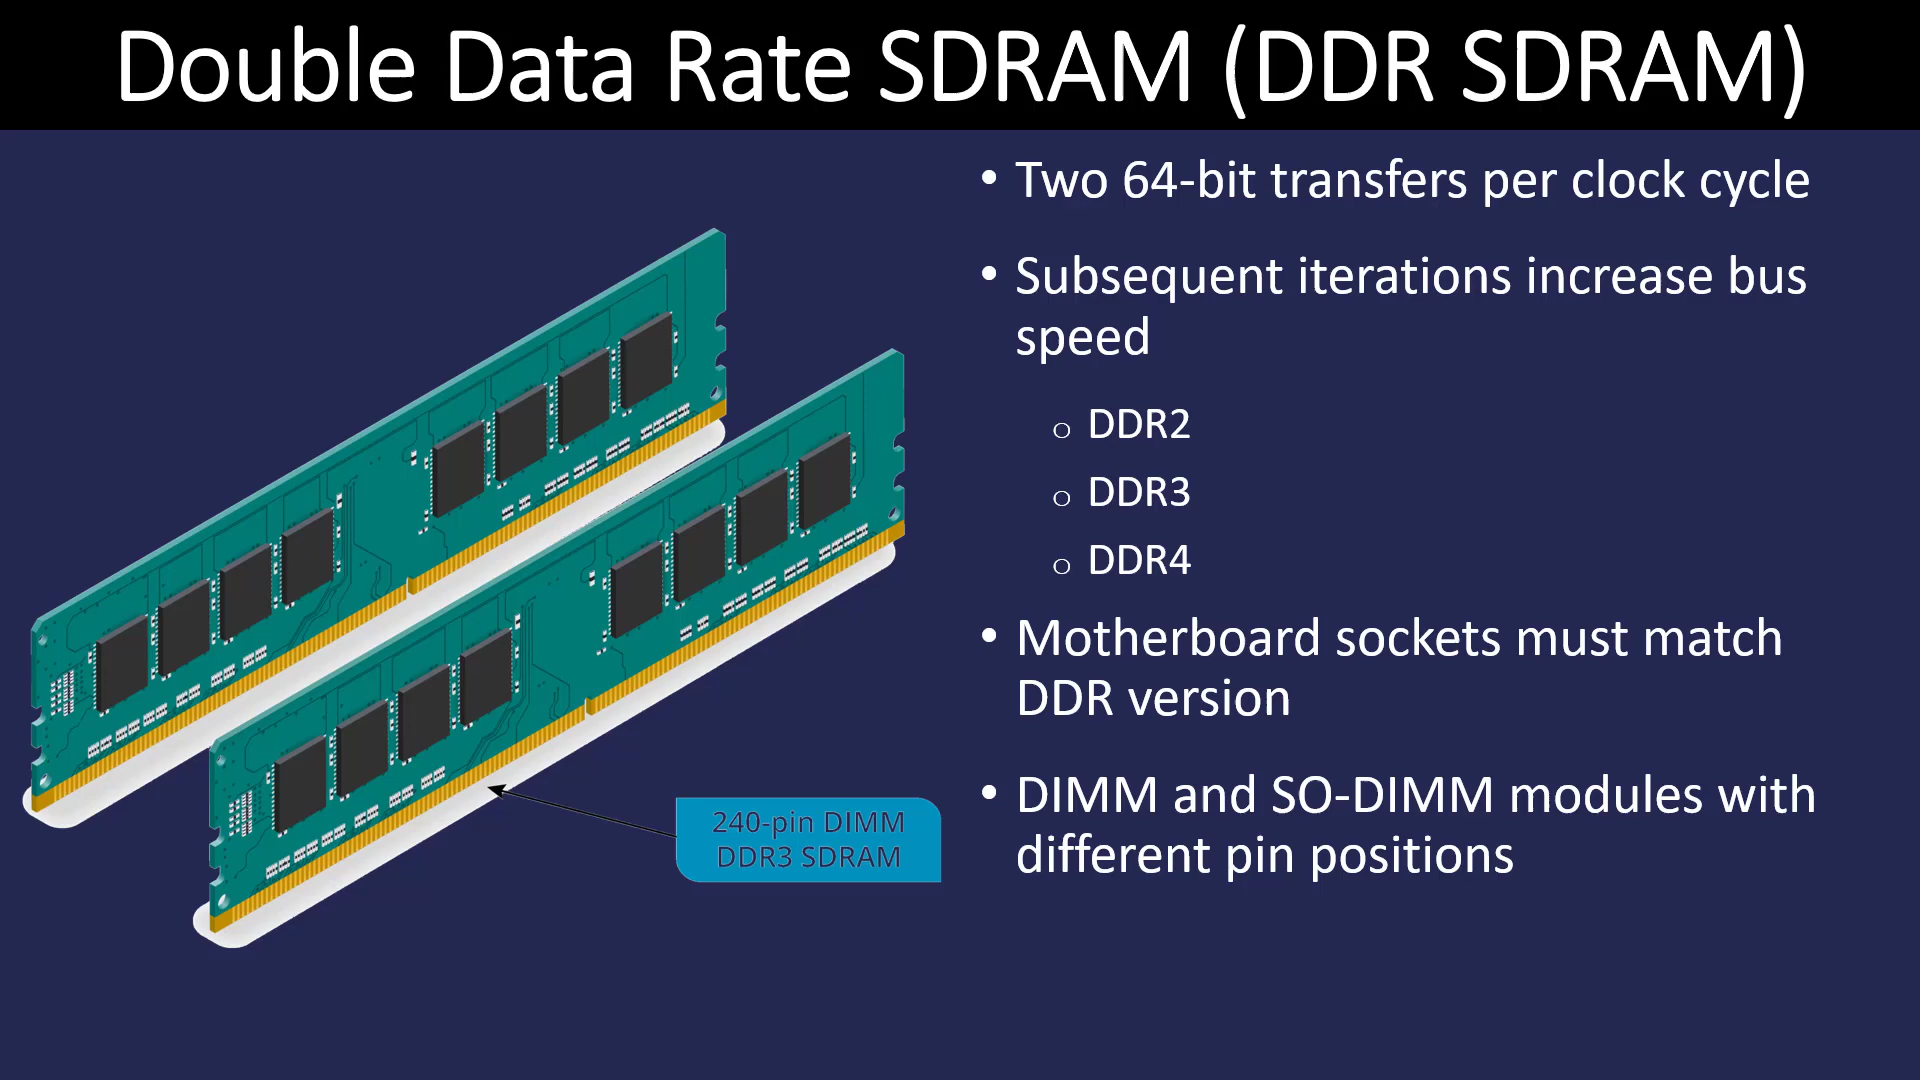 Double Data Rate SDRAM (DDR SDRAM)
• Two 64-bit transfers per clock cycle
• Subsequent iterations increase bus
speed
o DDR2
o DDR3
o DDR4
• Motherboard sockets must match
DDR version
• DIMM and SO-DIMM modules with
different pin positions
240-pin DIMM
DDR3 SDRAM